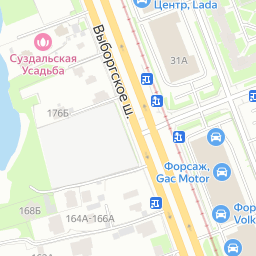 Центр, Lada
Суздальская
Усадьба
31А
Выборгское ш.
176Б
Форсаж,
Gac Motor
168Б
164А-166А
Фор
Volk